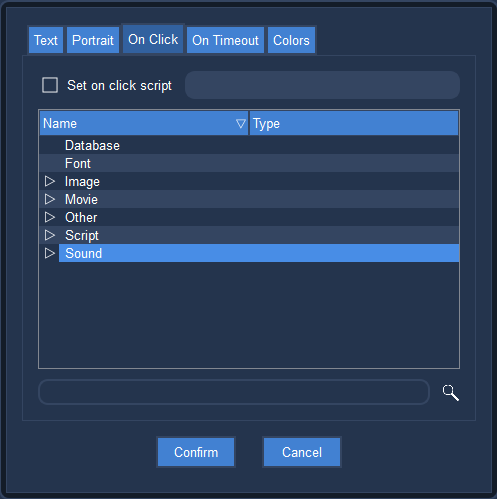 Text Portrait On Click On Timeout Colors
Set on click script
Name Type
Database
Font
Image
Movie
Other
Script
Sound
Confirm Cancel